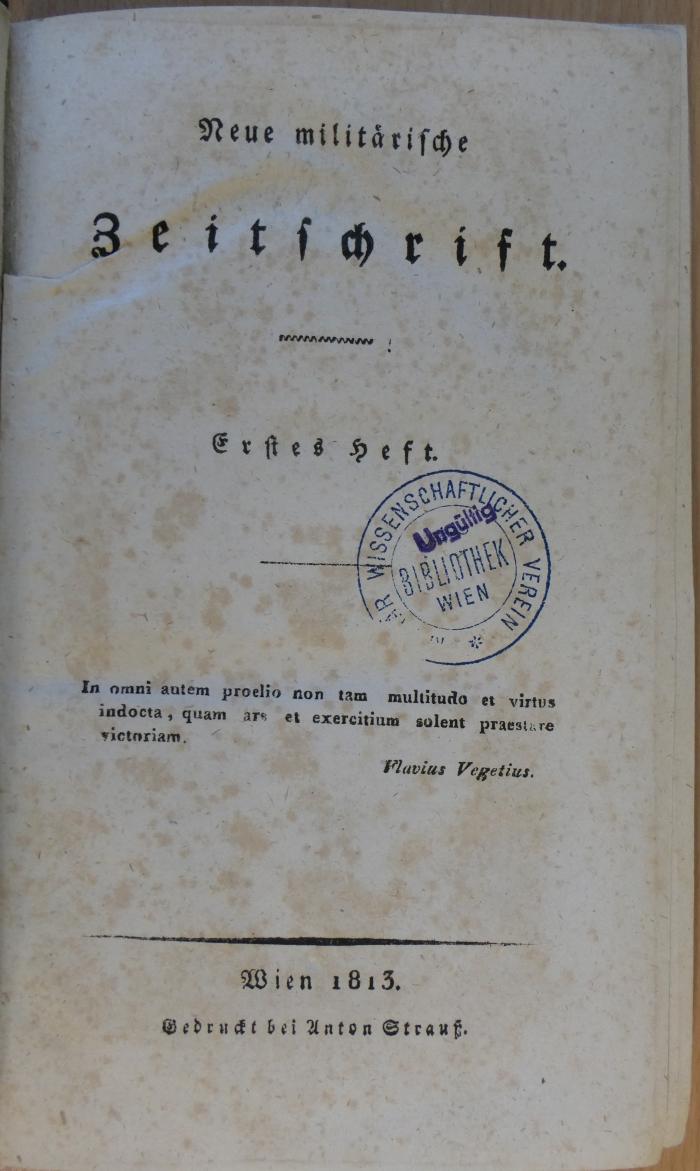 Neue militärische
Zeitschrift.
Erstes Heft.
WISSENSCHAFTLICHER VEREIN
Ungültig
BIBLIOTHEK
WIEN
In omni autem proelio non tam multitudo et virtus
indocta, quam ars et exercitium solent praestare
victoriam.
Flavius Vegetius.
Wien 1813.
Gedruckt bei Anton Strauß.